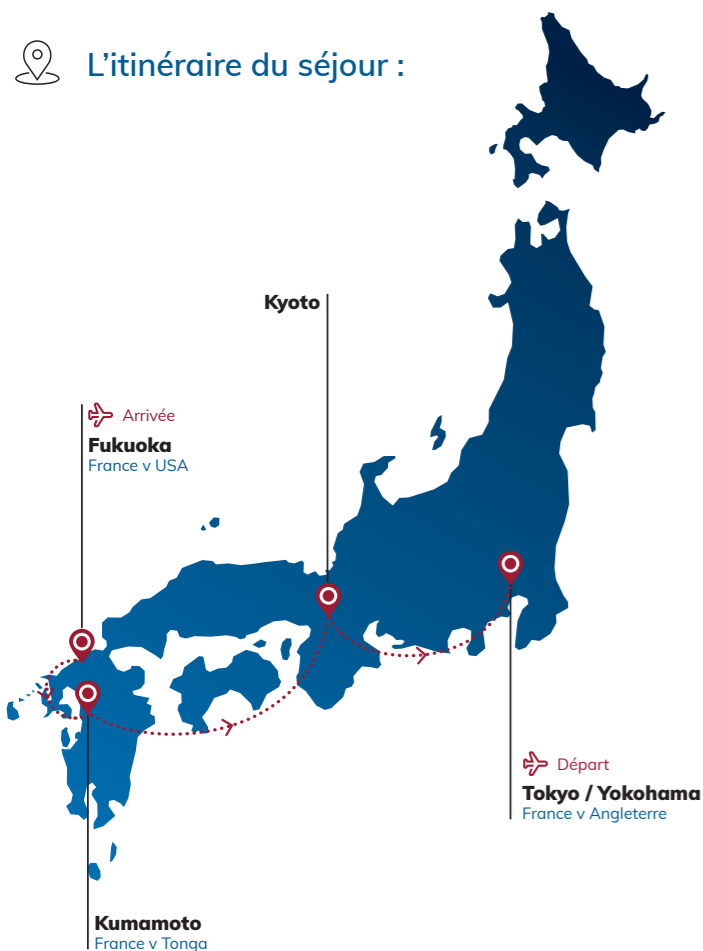 L'itinéraire du séjour :
Kyoto
Arrivée
Fukuoka
France v USA
Départ
Tokyo / Yokohama
France v Angleterre
Kumamoto
France v Tonga